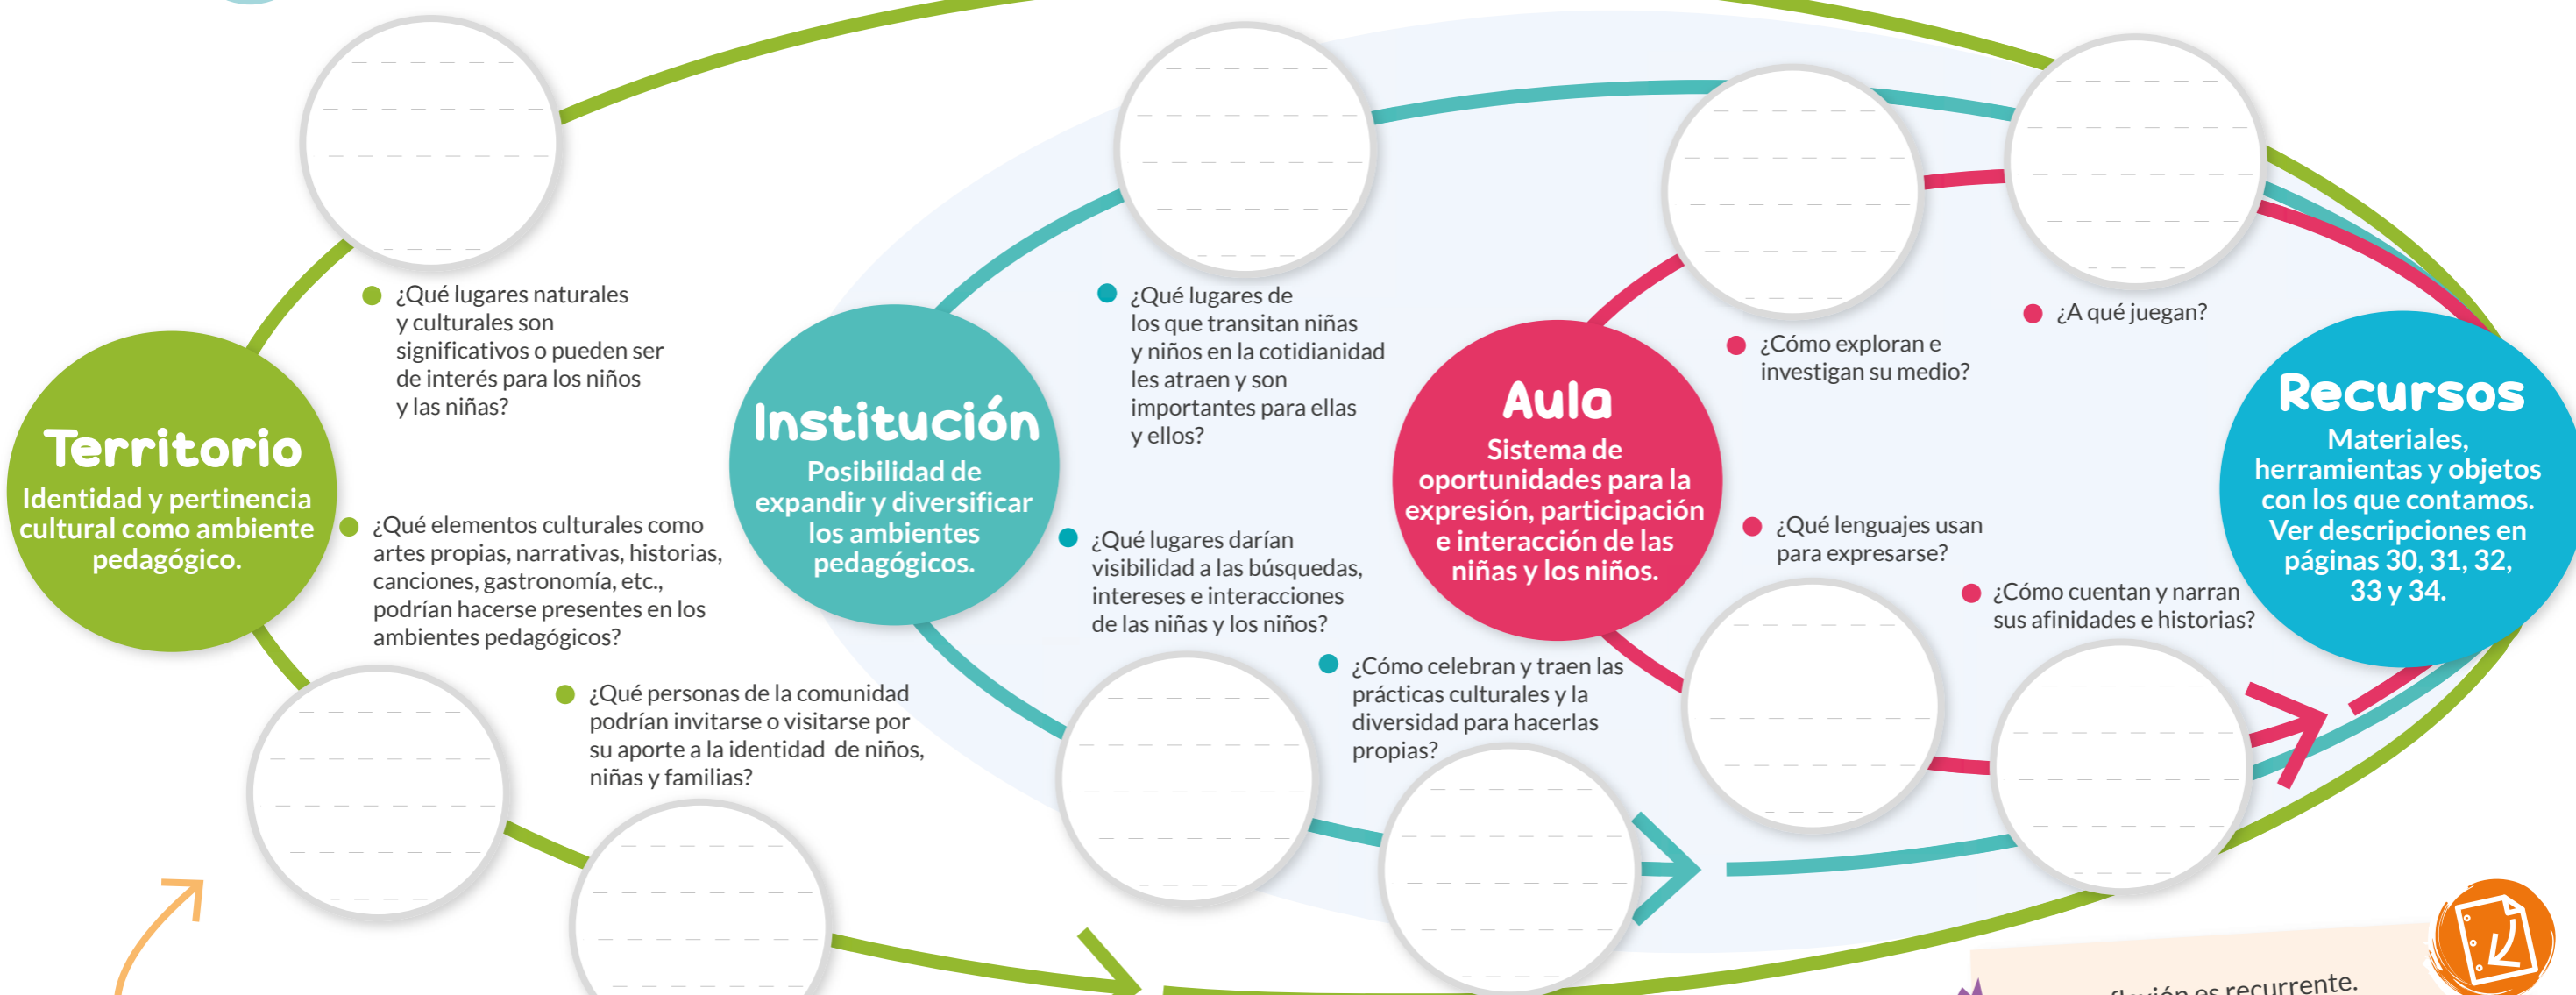 Territorio
Identidad y pertinencia
cultural como ambiente
pedagógico.
¿Qué lugares naturales
y culturales son
significativos o pueden ser
de interés para los niños
y las niñas?
¿Qué elementos culturales como
artes propias, narrativas, historias,
canciones, gastronomía, etc.,
podrían hacerse presentes en los
ambientes pedagógicos?
¿Qué personas de la comunidad
podrían invitarse o visitarse por
su aporte a la identidad de niños,
niñas y familias?
Institución
Posibilidad de
expandir y diversificar
los ambientes
pedagógicos.
¿Qué lugares de
los que transitan niñas
y niños en la cotidianidad
les atraen y son
importantes para ellas
y ellos?
¿Qué lugares darían
visibilidad a las búsquedas,
intereses e interacciones
de las niñas y los niños?
¿Cómo celebran y traen las
prácticas culturales y la
diversidad para hacerlas
propias?
Aula
Sistema de
oportunidades para la
expresión, participación
e interacción de las
niñas y los niños.
¿Cómo exploran e
investigan su medio?
¿A qué juegan?
¿Qué lenguajes usan
para expresarse?
¿Cómo cuentan y narran
sus afinidades e historias?
Recursos
Materiales,
herramientas y objetos
con los que contamos.
Ver descripciones en
páginas 30, 31, 32,
33 y 34.
es recurrente.